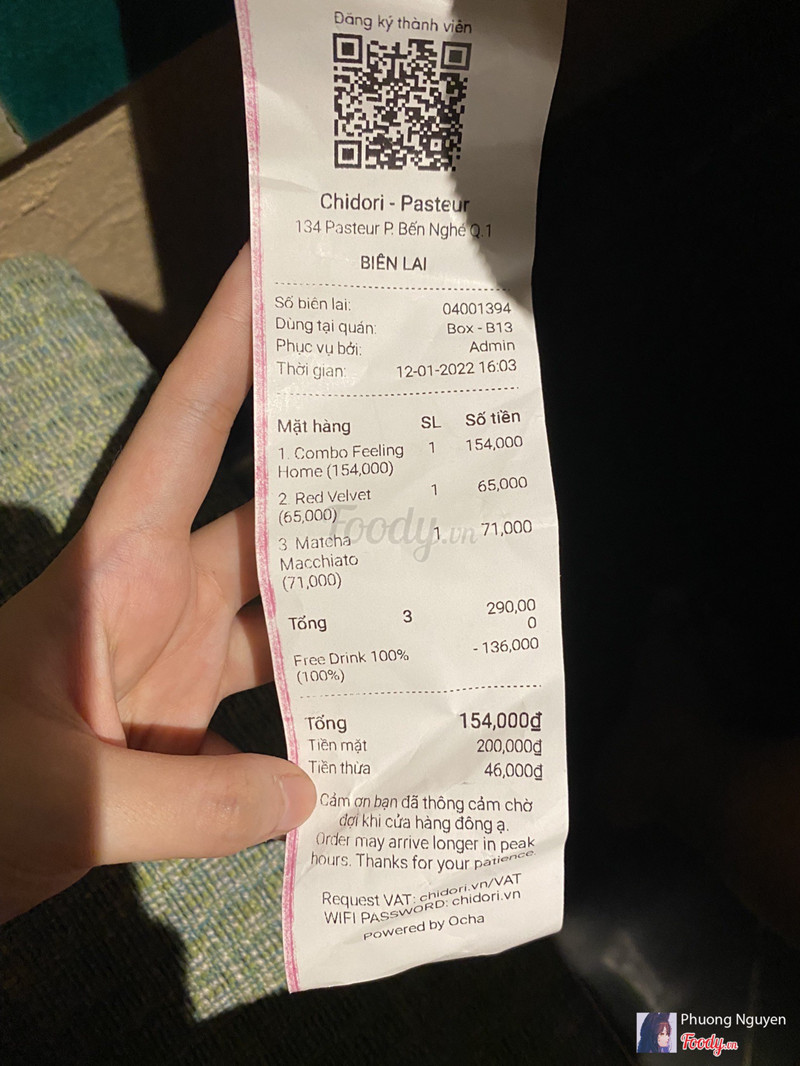 Đăng ký thành viên
Chidori - Pasteur
134 Pasteur P. Bến Nghé Q.1
BIÊN LAI
Số biên lai: 04001394
Dùng tại quán: Box - B13
Phục vụ bởi: Admin
Thời gian: 12-01-2022 16:03
Mặt hàng SL Số tiền
1. Combo Feeling 1 154,000
Home (154,000)
2. Red Velvet 1 65,000
(65,000)
3 Matcha 1 71,000
Macchiato
(71,000)
Tổng 3 290,00
0
Free Drink 100% - 136,000
(100%)
Tổng 154,000₫
Tiền mặt 200,000₫
Tiền thừa 46,000₫
Cảm ơn bạn đã thông cảm chờ
đợi khi cửa hàng đông ạ.
Order may arrive longer in peak
hours. Thanks for your patience.
Request VAT: chidori.vn/VAT
WIFI PASSWORD: chidori.vn
Powered by Ocha
Foody.vn
Phuong Nguyen
Foody.vn